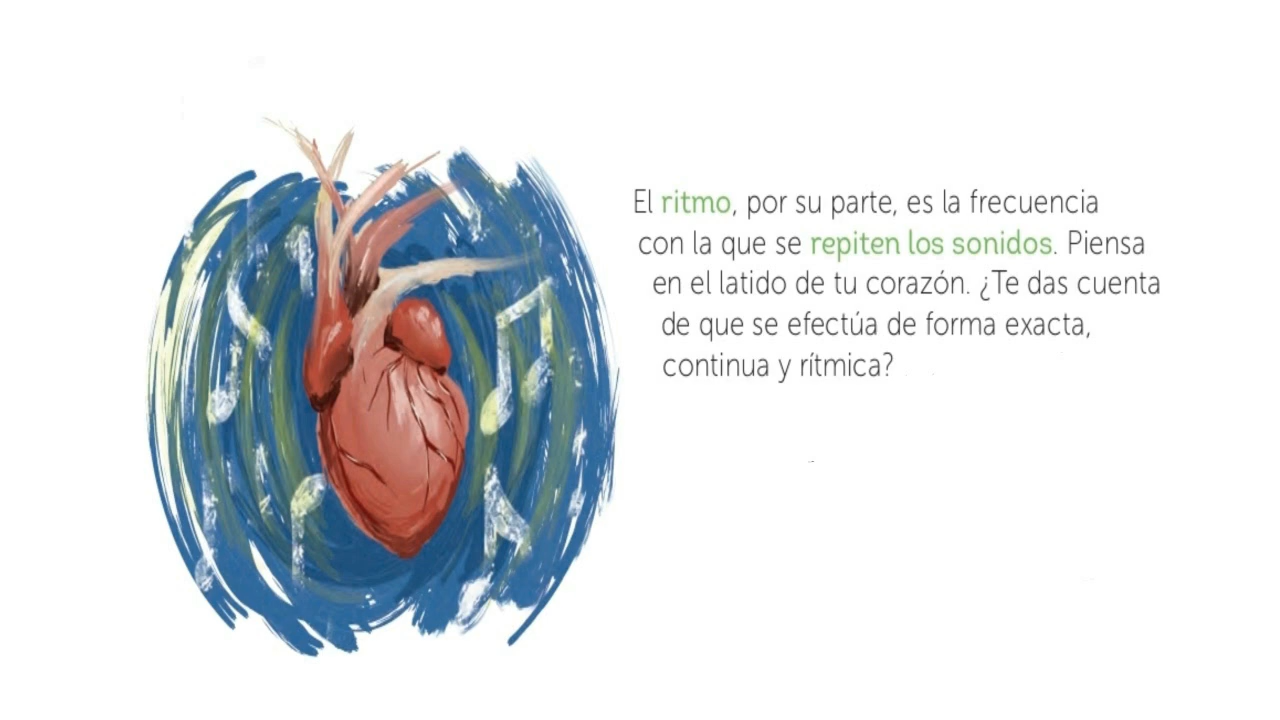 El ritmo, por su parte, es la frecuencia
con la que se repiten los sonidos. Piensa
en el latido de tu corazón. ¿Te das cuenta
de que se efectúa de forma exacta,
continua y rítmica?